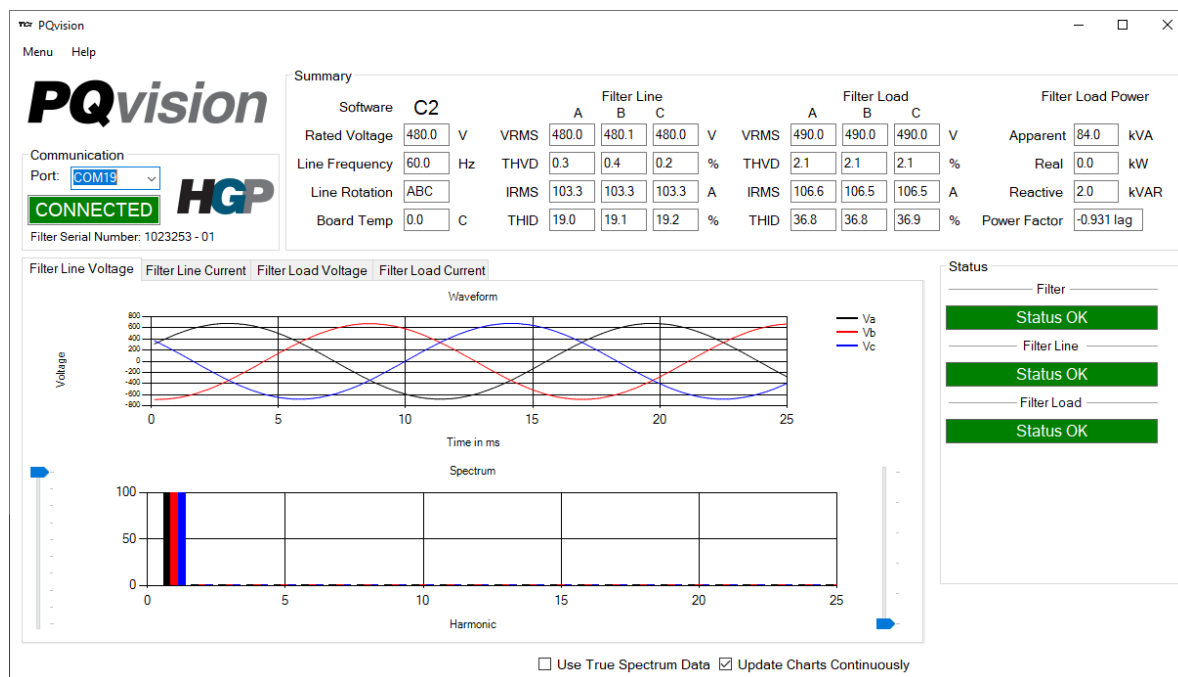 PQvision
Menu Help
PQvision
Communication
Port: COM19
CONNECTED
HGP
Filter Serial Number: 1023253 - 01
Summary
Software C2
Rated Voltage 480.0 V
Line Frequency 60.0 Hz
Line Rotation ABC
Board Temp 0.0 C
Filter Line
A B C
VRMS 480.0 480.1 480.0 V
THVD 0.3 0.4 0.2 %
IRMS 103.3 103.3 103.3 A
THID 19.0 19.1 19.2 %
Filter Load
A B C
VRMS 490.0 490.0 490.0 V
THVD 2.1 2.1 2.1 %
IRMS 106.6 106.5 106.5 A
THID 36.8 36.8 36.9 %
Filter Load Power
Apparent 84.0 kVA
Real 0.0 kW
Reactive 2.0 kVAR
Power Factor -0.931 lag
Filter Line Voltage Filter Line Current Filter Load Voltage Filter Load Current
Waveform
Voltage
800
600
400
200
0
-200
-400
-600
-800
0 5 10 15 20 25
Time in ms
Va
Vb
Vc
Spectrum
100
50
0
0 5 10 15 20 25
Harmonic
Status
Filter
Status OK
Filter Line
Status OK
Filter Load
Status OK
Use True Spectrum Data Update Charts Continuously